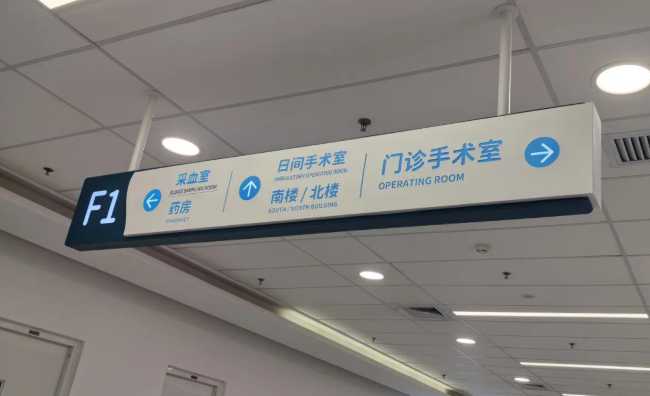 F1
采血室
BLOOD SAMPLING ROOM
药房
PHARMACY
日间手术室
AMBULATORY OPERATING ROOM
南楼 / 北楼
SOUTH / NORTH BUILDING
门诊手术室
OPERATING ROOM